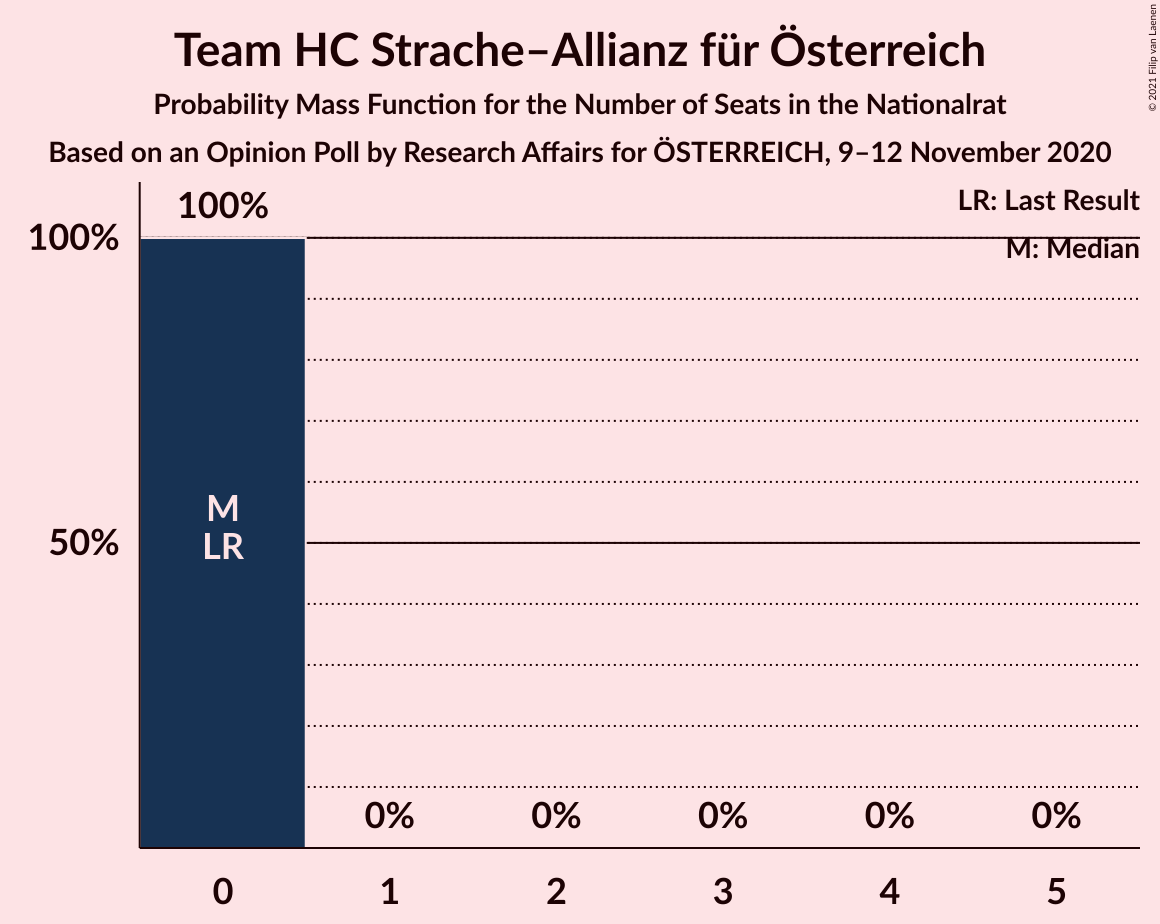 Team HC Strache–Allianz für Österreich
Probability Mass Function for the Number of Seats in the Nationalrat
Based on an Opinion Poll by Research Affairs for ÖSTERREICH, 9–12 November 2020
© 2021 Filip van Laenen
LR: Last Result
M: Median
100%
50%
100%
M
LR
0%
0%
0%
0%
0%
0
1
2
3
4
5